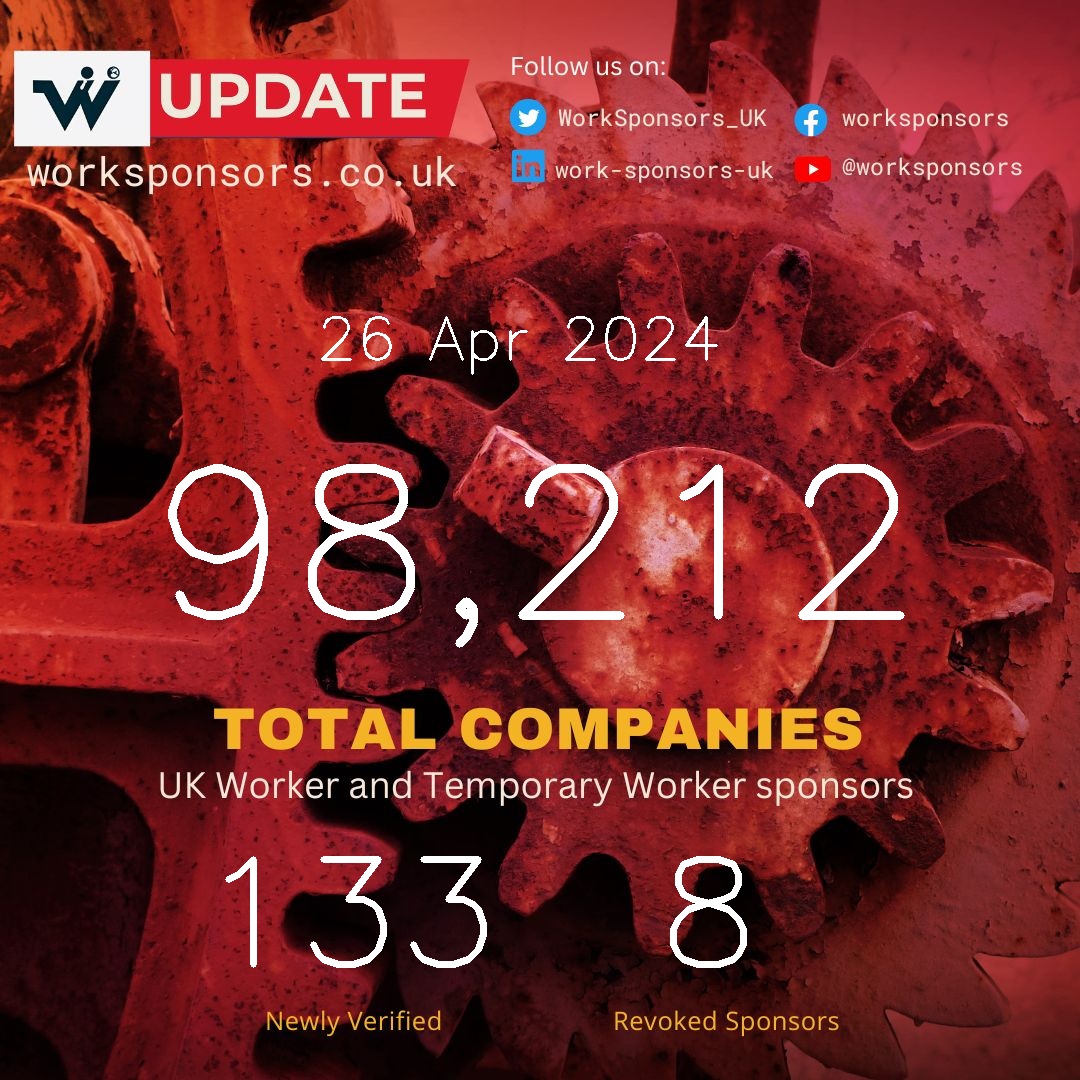 UPDATE
worksponsors.co.uk
Follow us on:
WorkSponsors_UK
worksponsors
work-sponsors-uk
@worksponsors
26 Apr 2024
98,212
TOTAL COMPANIES
UK Worker and Temporary Worker sponsors
133 8
Newly Verified Revoked Sponsors